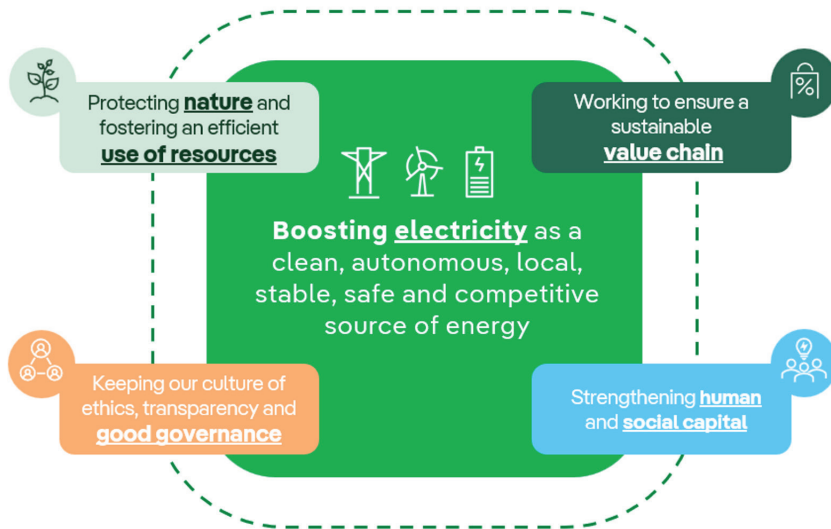 Protecting nature and
fostering an efficient
use of resources
Working to ensure a
sustainable
value chain
%
Boosting electricity as a
clean, autonomous, local,
stable, safe and competitive
source of energy
Keeping our culture of
ethics, transparency and
good governance
Strengthening human
and social capital